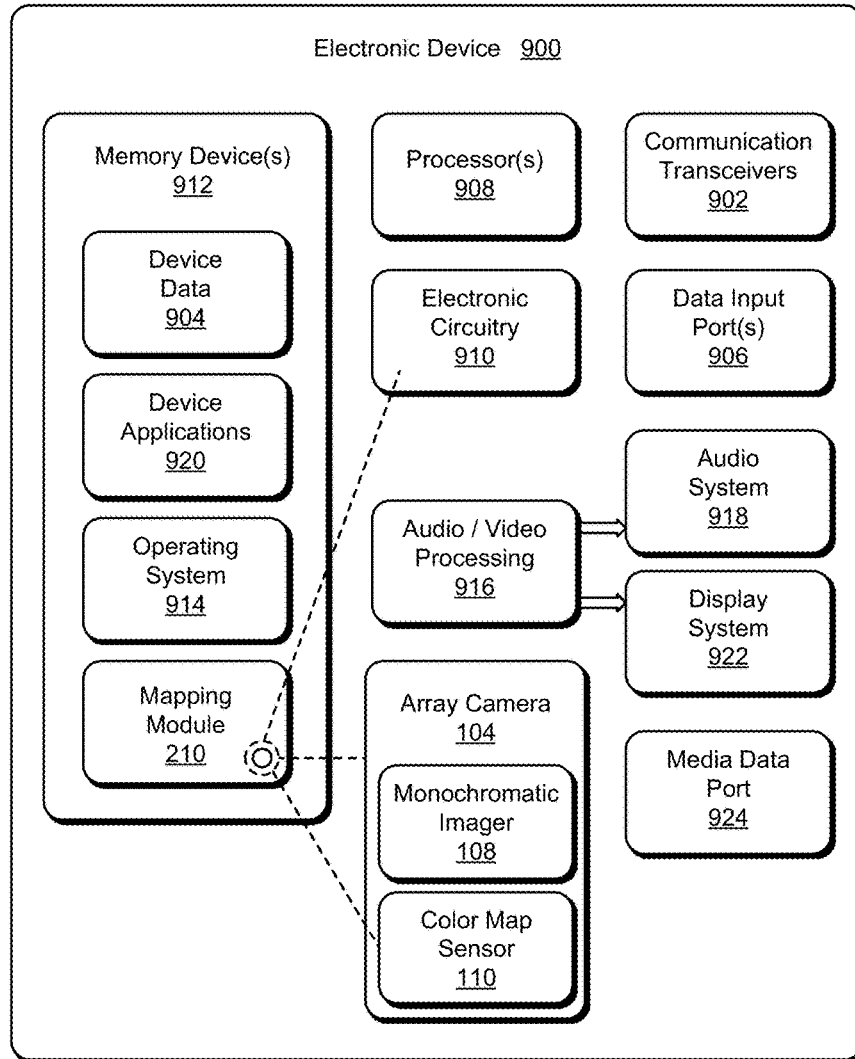 Electronic Device 900
Memory Device(s)
912
Device
Data
904
Device
Applications
920
Operating
System
914
Mapping
Module
210
Processor(s)
908
Electronic
Circuitry
910
Audio / Video
Processing
916
Array Camera
104
Monochromatic
Imager
108
Color Map
Sensor
110
Communication
Transceivers
902
Data Input
Port(s)
906
Audio
System
918
Display
System
922
Media Data
Port
924